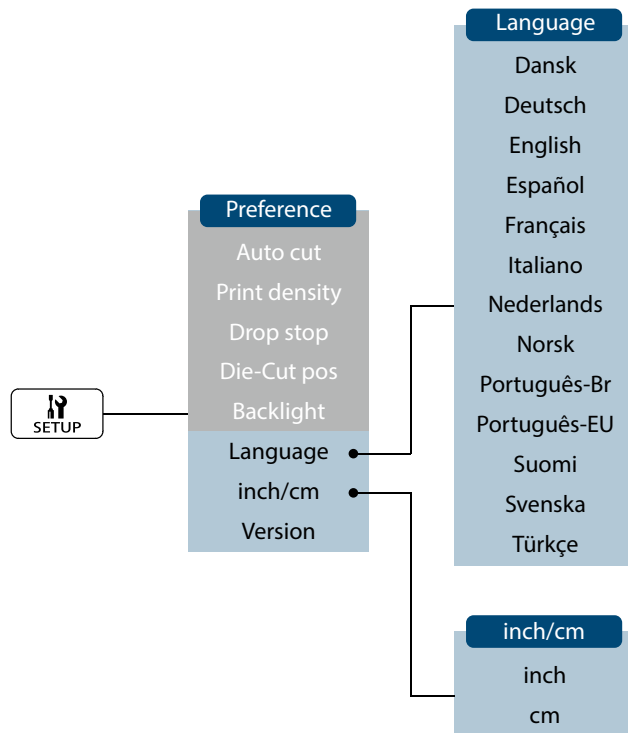 SETUP
Preference
Auto cut
Print density
Drop stop
Die-Cut pos
Backlight
Language
inch/cm
Version
Language
Dansk
Deutsch
English
Español
Français
Italiano
Nederlands
Norsk
Português-Br
Português-EU
Suomi
Svenska
Türkçe
inch/cm
inch
cm